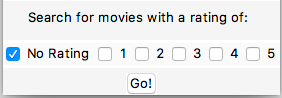 Search for movies with a rating of:
No Rating 1 2 3 4 5
Go!